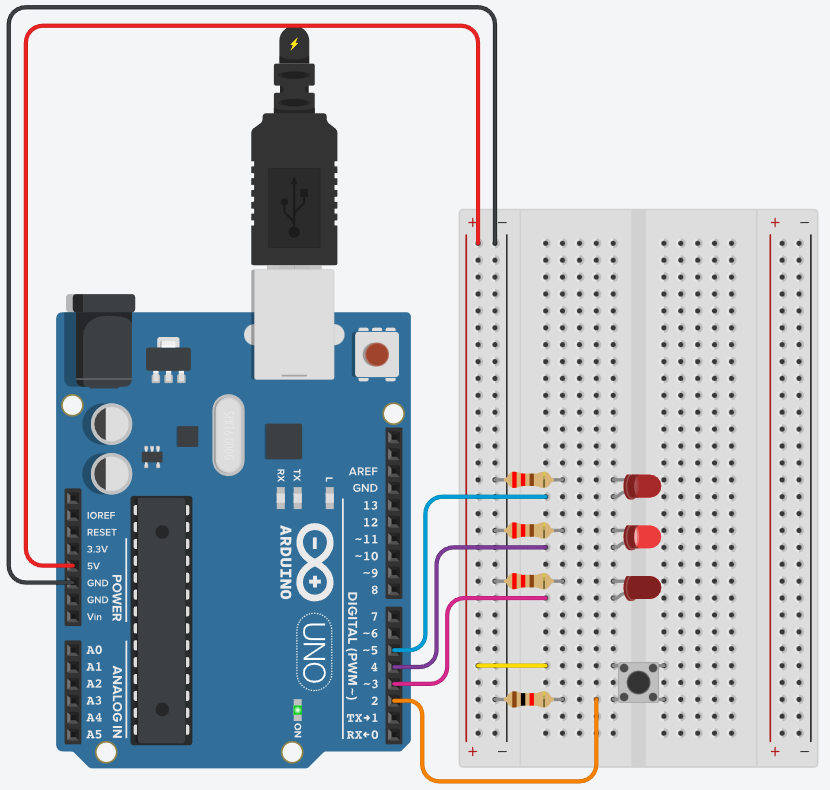 + −
+ −
AREF
GND
13
12
~11
~10
~9
8
7
~6
~5
4
~3
2
TX→1
RX←0
DIGITAL (PWM~)
RX
TX
L
ARDUINO
UNO
ON
IOREF
RESET
3.3V
5V
GND
GND
Vin
POWER
A0
A1
A2
A3
A4
A5
ANALOG IN
+ −
+ −